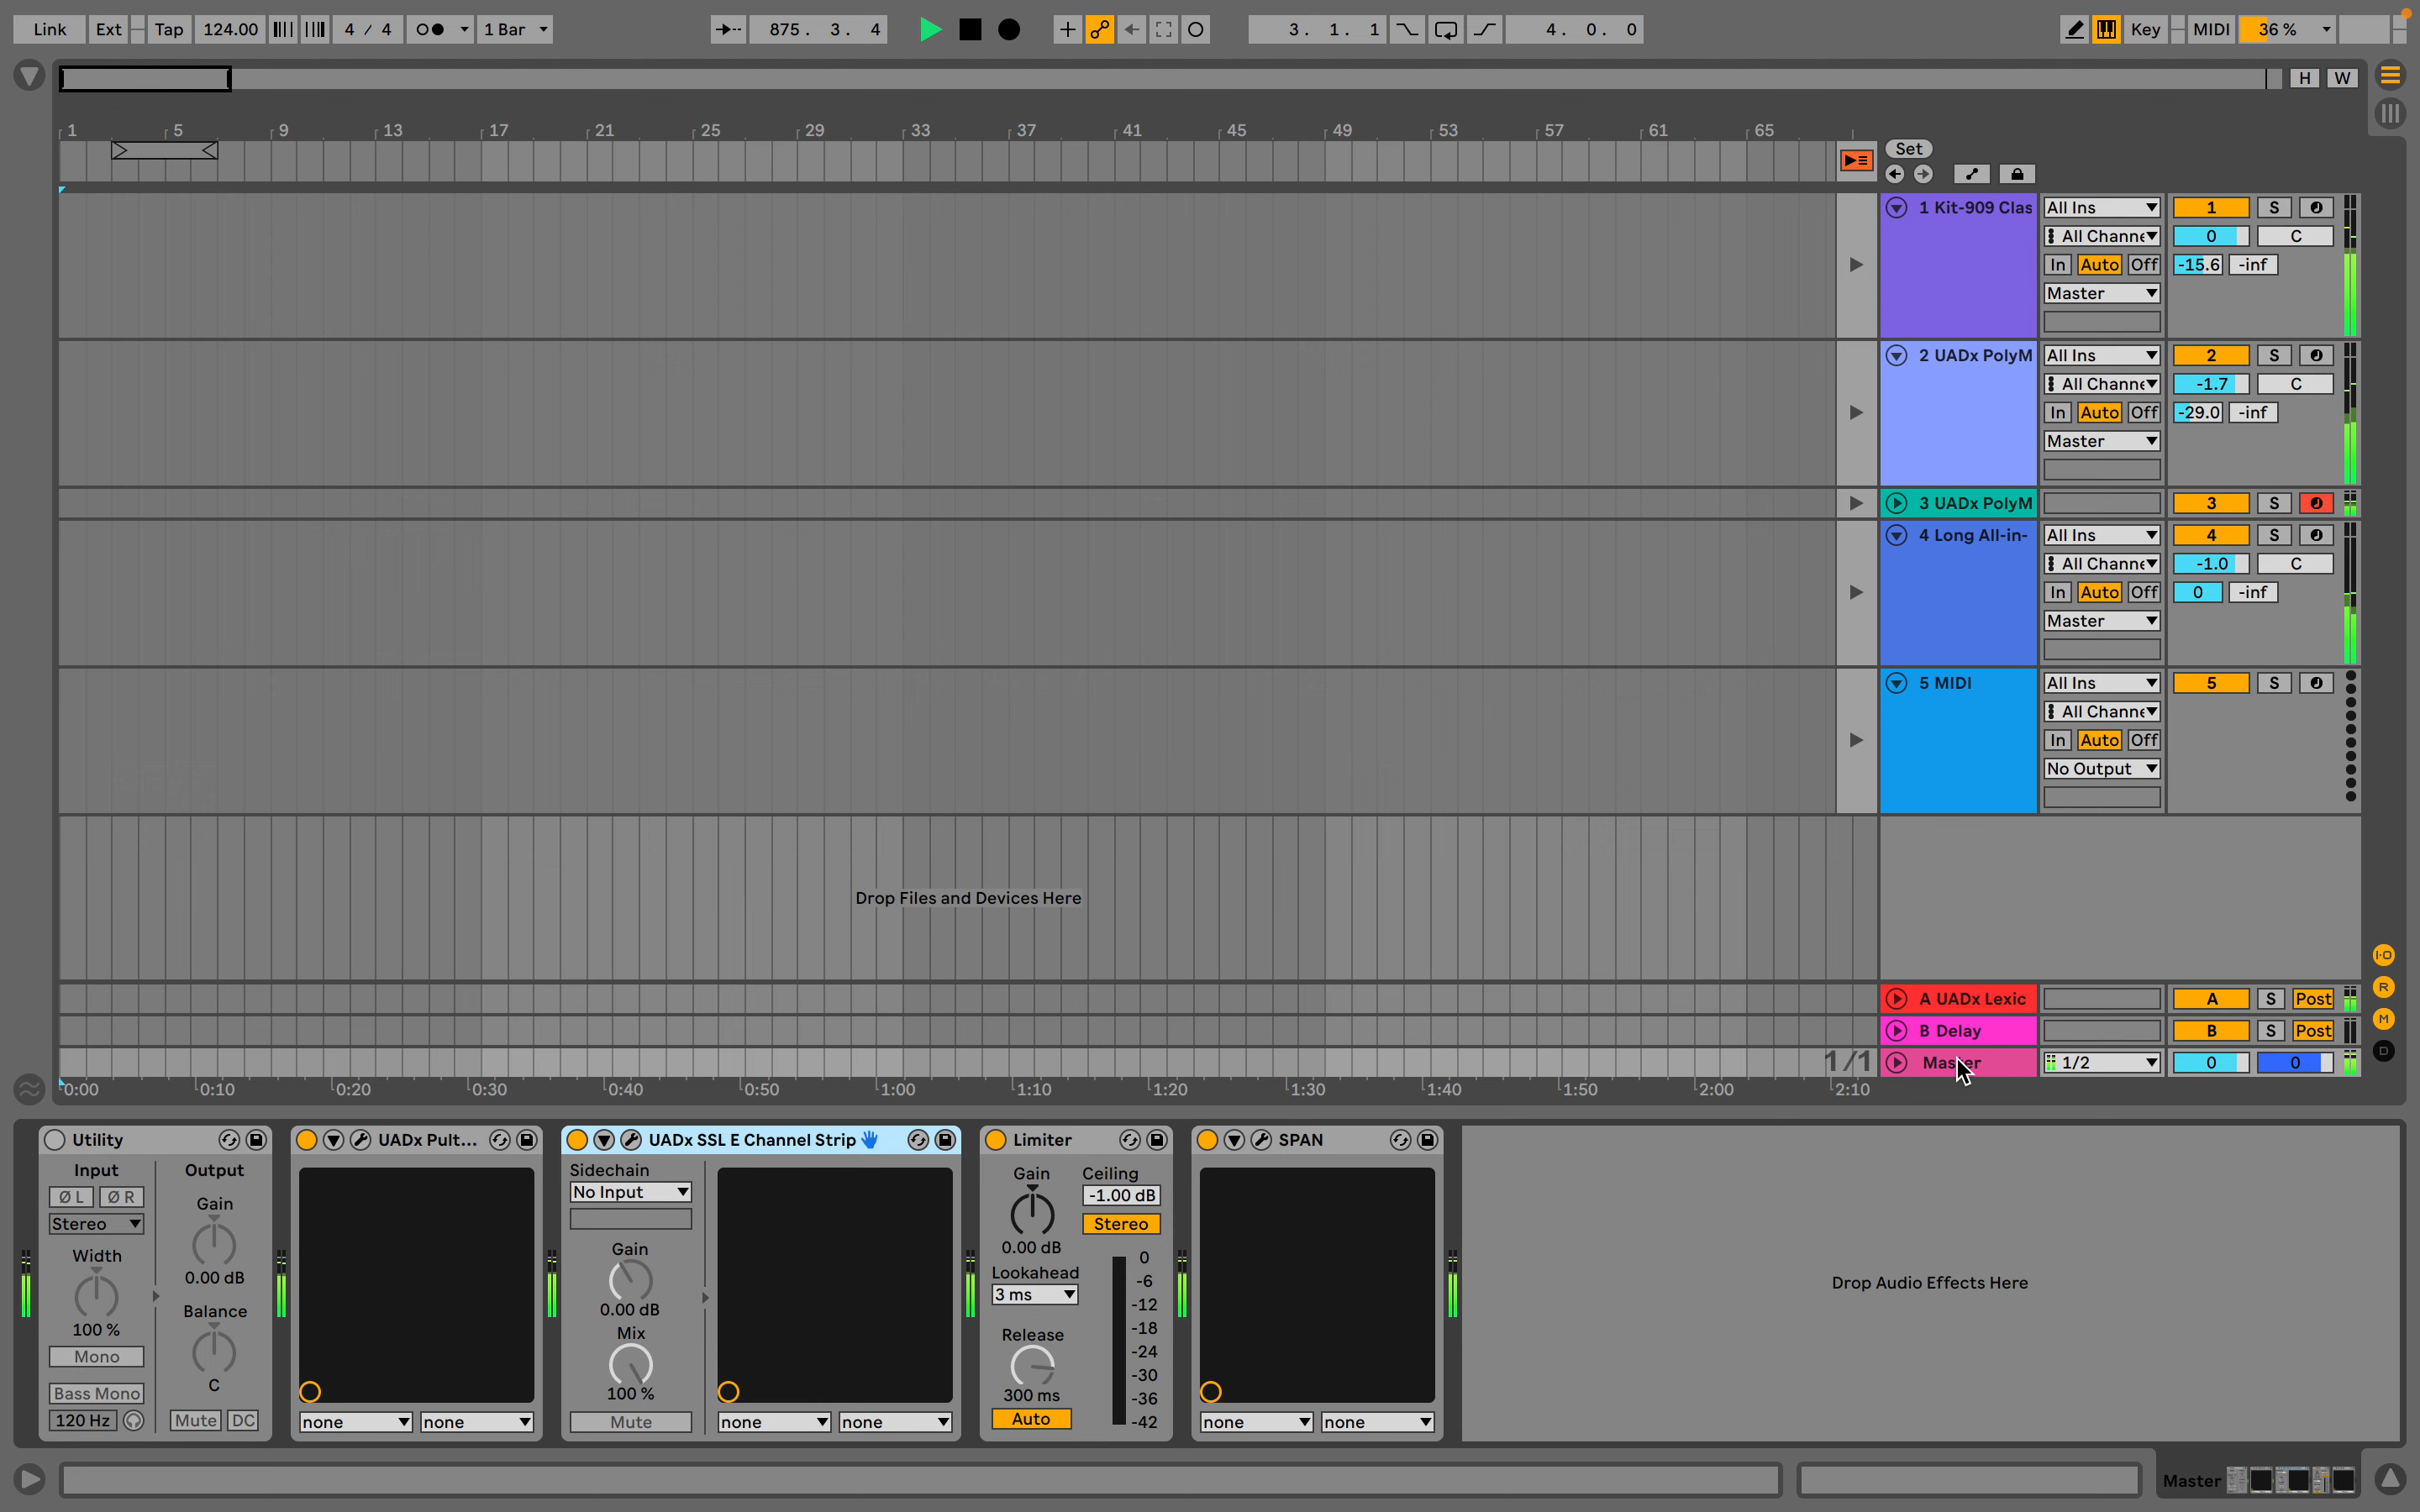 Link Ext Tap 124.00 4 / 4 1 Bar 875. 3. 4 3. 1. 1 4. 0. 0 Key MIDI 36 %
H W
1 5 9 13 17 21 25 29 33 37 41 45 49 53 57 61 65
Set
1 Kit-909 Clas All Ins 1 S
All Channe 0 C
In Auto Off -15.6 -inf
Master
2 UADx PolyM All Ins 2 S
All Channe -1.7 C
In Auto Off -29.0 -inf
Master
3 UADx PolyM 3 S
4 Long All-in- All Ins 4 S
All Channe -1.0 C
In Auto Off 0 -inf
Master
5 MIDI All Ins 5 S
All Channe
In Auto Off
No Output
Drop Files and Devices Here
I·O
A UADx Lexic A S Post R
B Delay B S Post M
1/1 Master 1/2 0 0 D
0:00 0:10 0:20 0:30 0:40 0:50 1:00 1:10 1:20 1:30 1:40 1:50 2:00 2:10
Utility
Input Output
Ø L Ø R
Gain
Stereo
Width
0.00 dB
Balance
100 %
Mono
C
Bass Mono
120 Hz Mute DC
UADx Pult...
none none
UADx SSL E Channel Strip
Sidechain
No Input
Gain
0.00 dB
Mix
100 %
Mute none none
Limiter
Gain Ceiling
-1.00 dB
Stereo
0.00 dB
Lookahead
3 ms
Release
300 ms
Auto
0
-6
-12
-18
-24
-30
-36
-42
SPAN
none none
Drop Audio Effects Here
Master